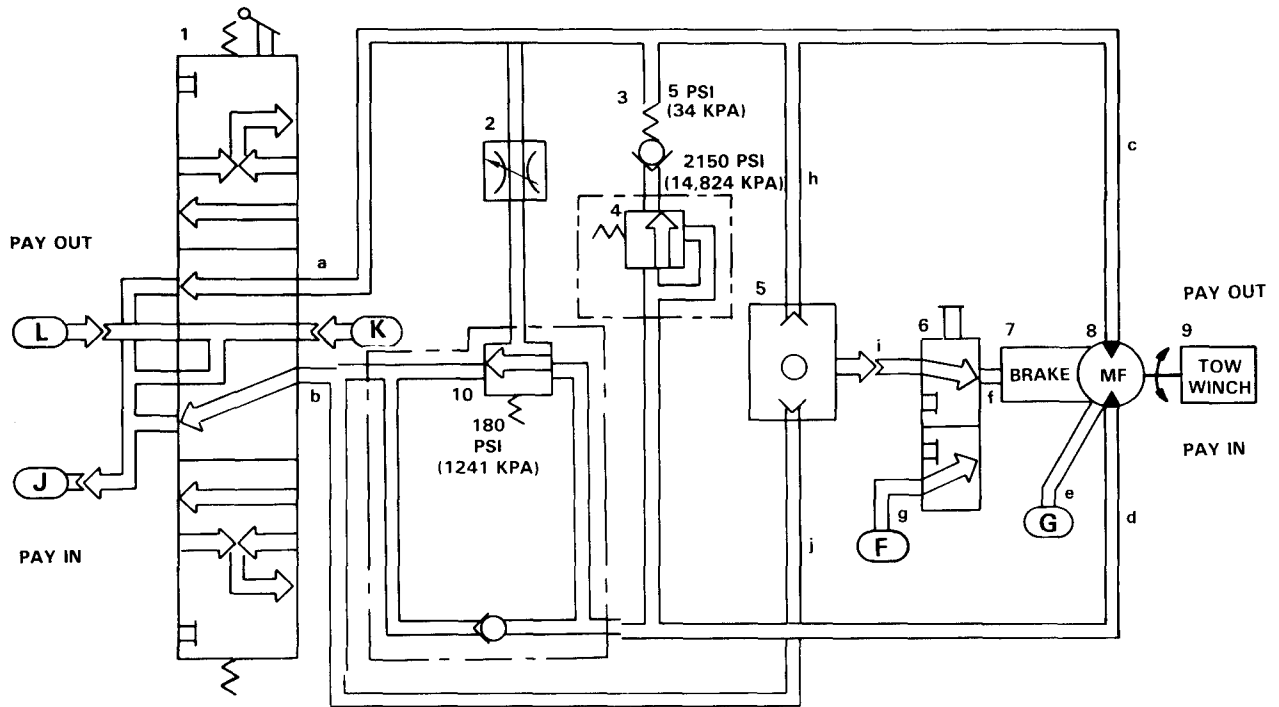 1
2
3
5 PSI
(34 KPA)
2150 PSI
(14,824 KPA)
4
h
c
PAY OUT
a
L
K
b
10
180
PSI
(1241 KPA)
J
PAY IN
5
i
6
7
8
9
BRAKE
MF
TOW
WINCH
PAY OUT
PAY IN
f
g
F
e
G
d
j